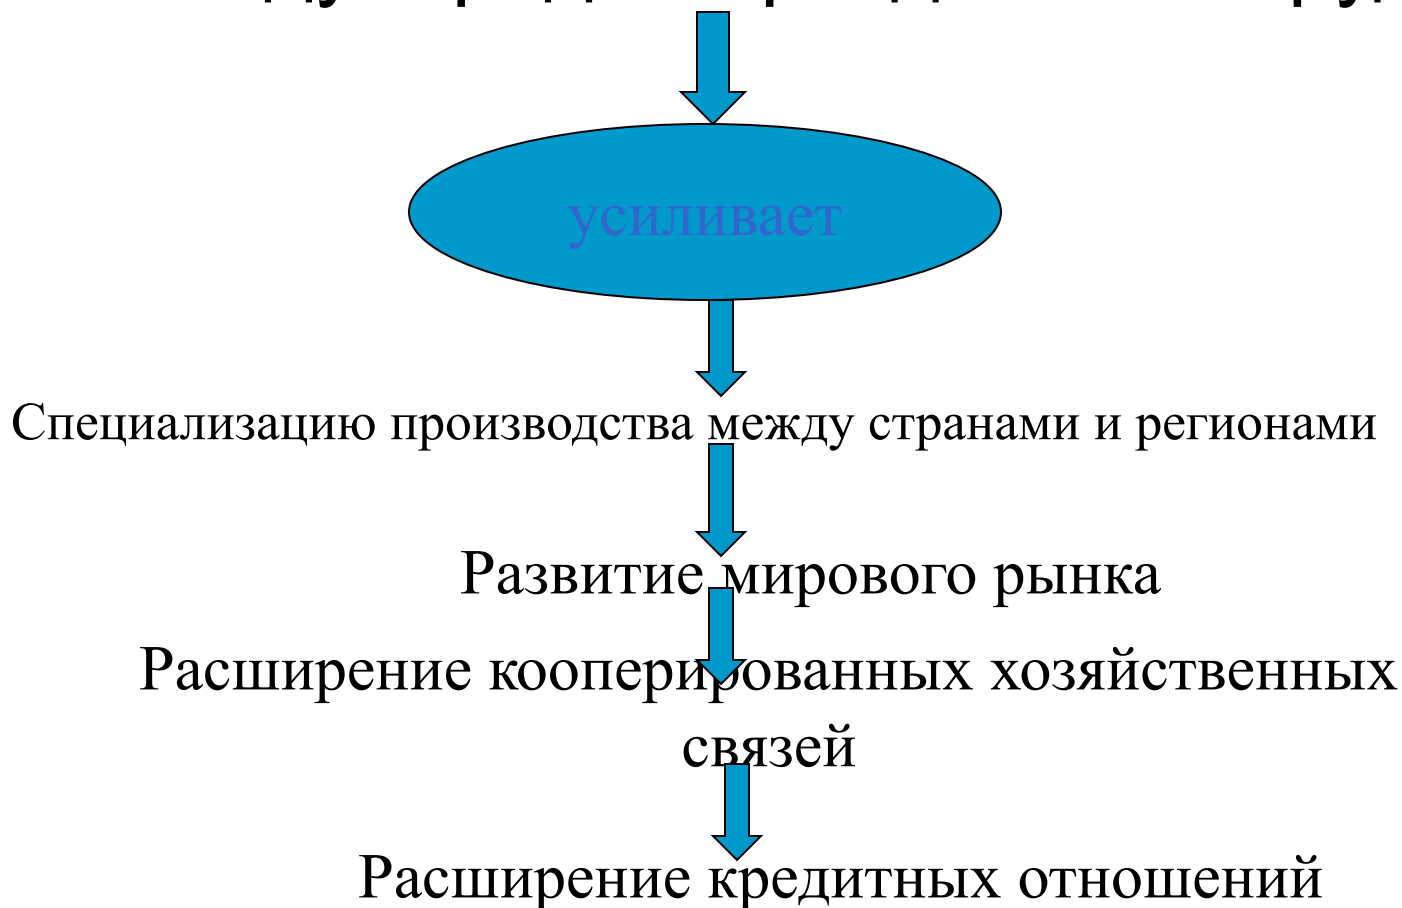 усиливает
Специализацию производства между странами и регионами
Развитие мирового рынка
Расширение кооперированных хозяйственных
связей
Расширение кредитных отношений